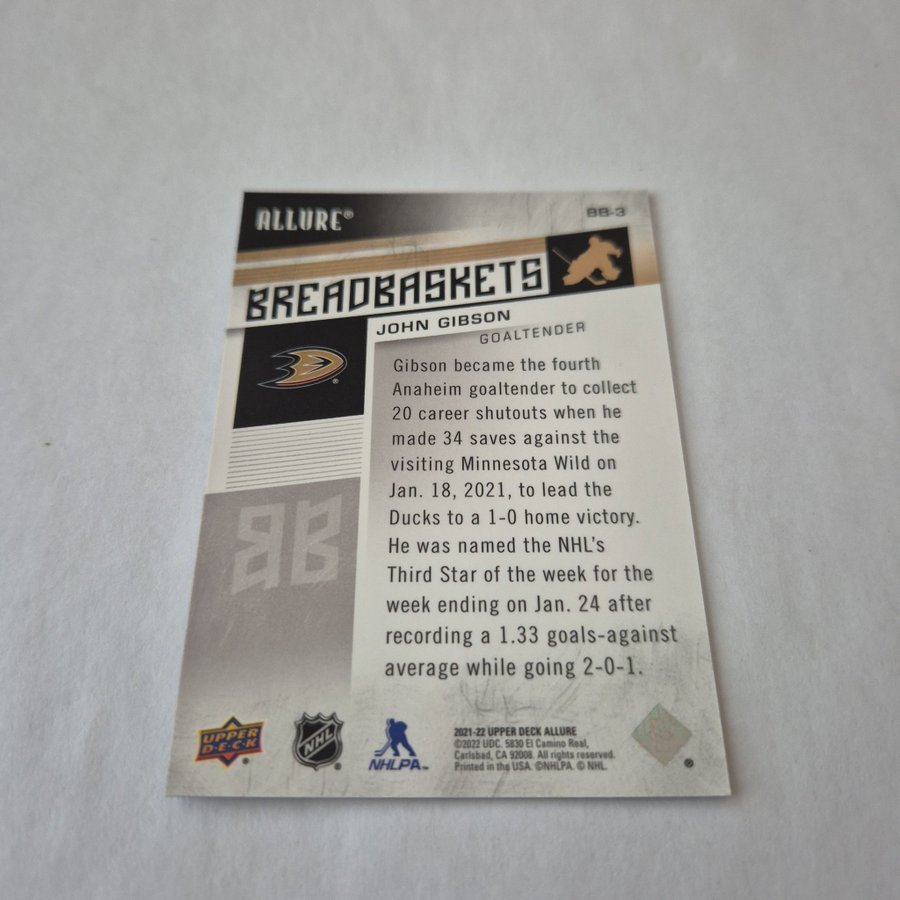 ALLURE®
BB-3
BREADBASKETS
JOHN GIBSON
GOALTENDER
Gibson became the fourth
Anaheim goaltender to collect
20 career shutouts when he
made 34 saves against the
visiting Minnesota Wild on
Jan. 18, 2021, to lead the
Ducks to a 1-0 home victory.
He was named the NHL's
Third Star of the week for the
week ending on Jan. 24 after
recording a 1.33 goals-against
average while going 2-0-1.
BB
UPPER
D·E·C·K
®
NHL
®
NHLPA™
2021-22 UPPER DECK ALLURE
©2022 UDC. 5830 El Camino Real,
Carlsbad, CA 92008. All rights reserved.
Printed in the USA. ©NHLPA. © NHL.
®